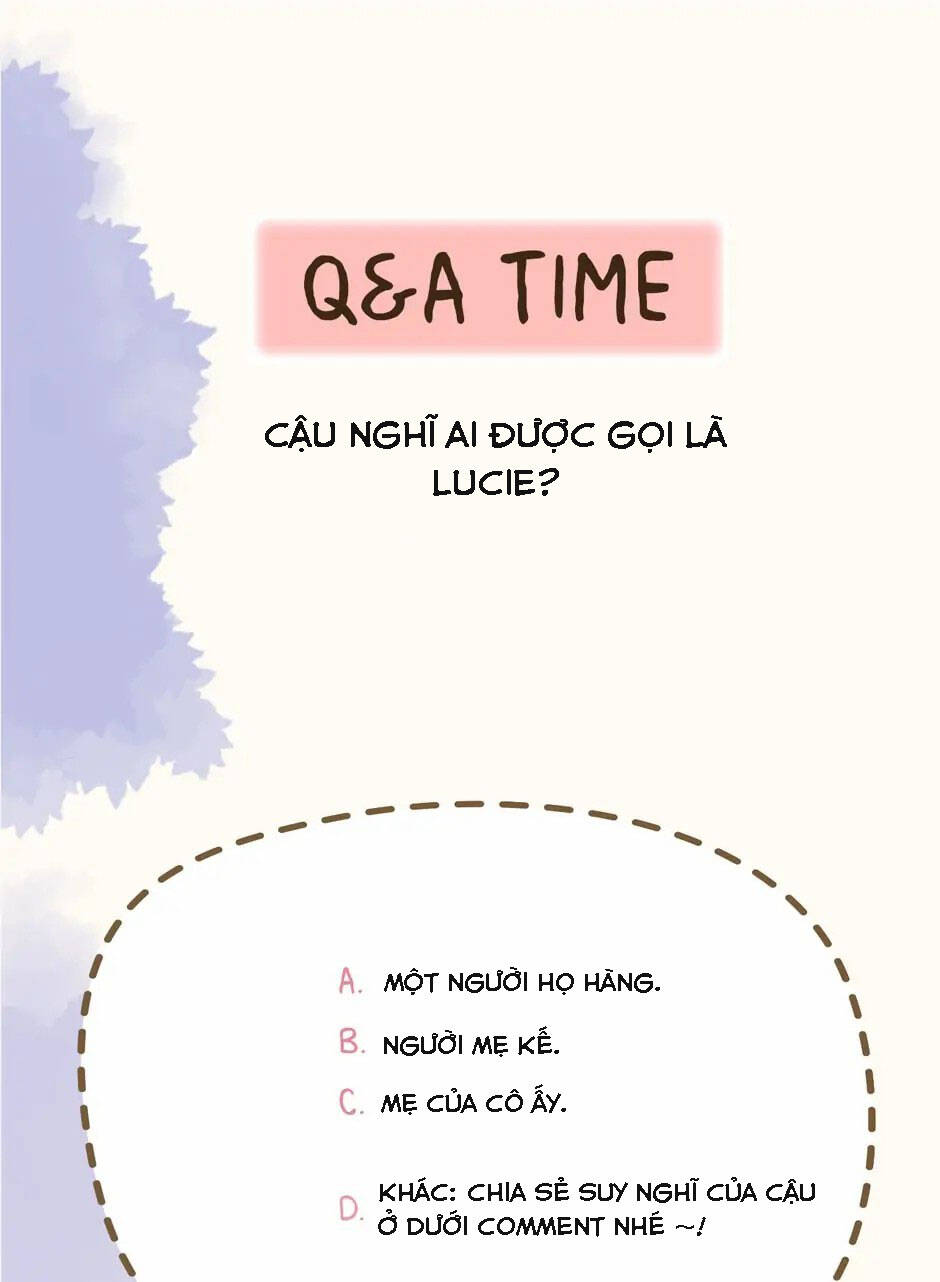 Q&A TIME
CẬU NGHĨ AI ĐƯỢC GỌI LÀ
LUCIE?
A. MỘT NGƯỜI HỌ HÀNG.
B. NGƯỜI MẸ KẾ.
C. MẸ CỦA CÔ ẤY.
D. KHÁC: CHIA SẺ SUY NGHĨ CỦA CẬU
Ở DƯỚI COMMENT NHÉ ~!